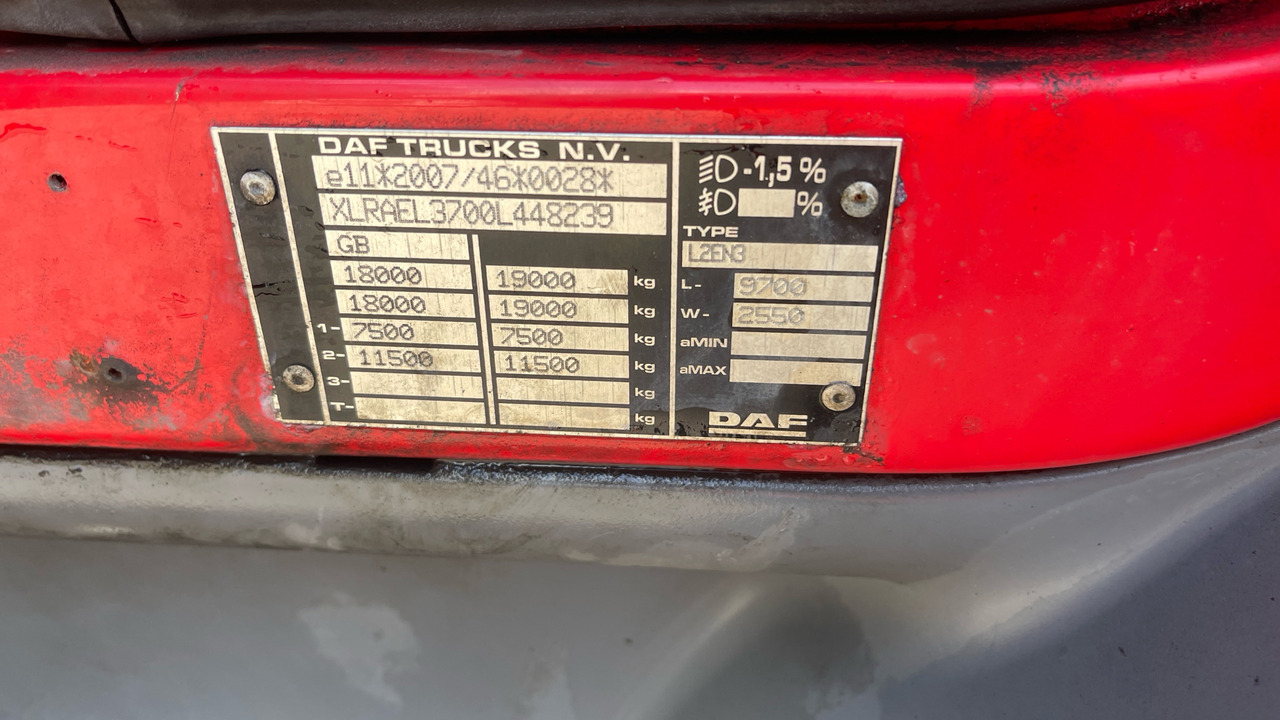 DAF TRUCKS N.V.
e11*2007/46*0028*
XLRAEL3700L448239
GB
18000 19000 kg
18000 19000 kg
1- 7500 7500 kg
2- 11500 11500 kg
3- kg
T- kg
-1,5 %
%
TYPE
L2EN3
L- 9700
W- 2550
aMIN
aMAX
DAF